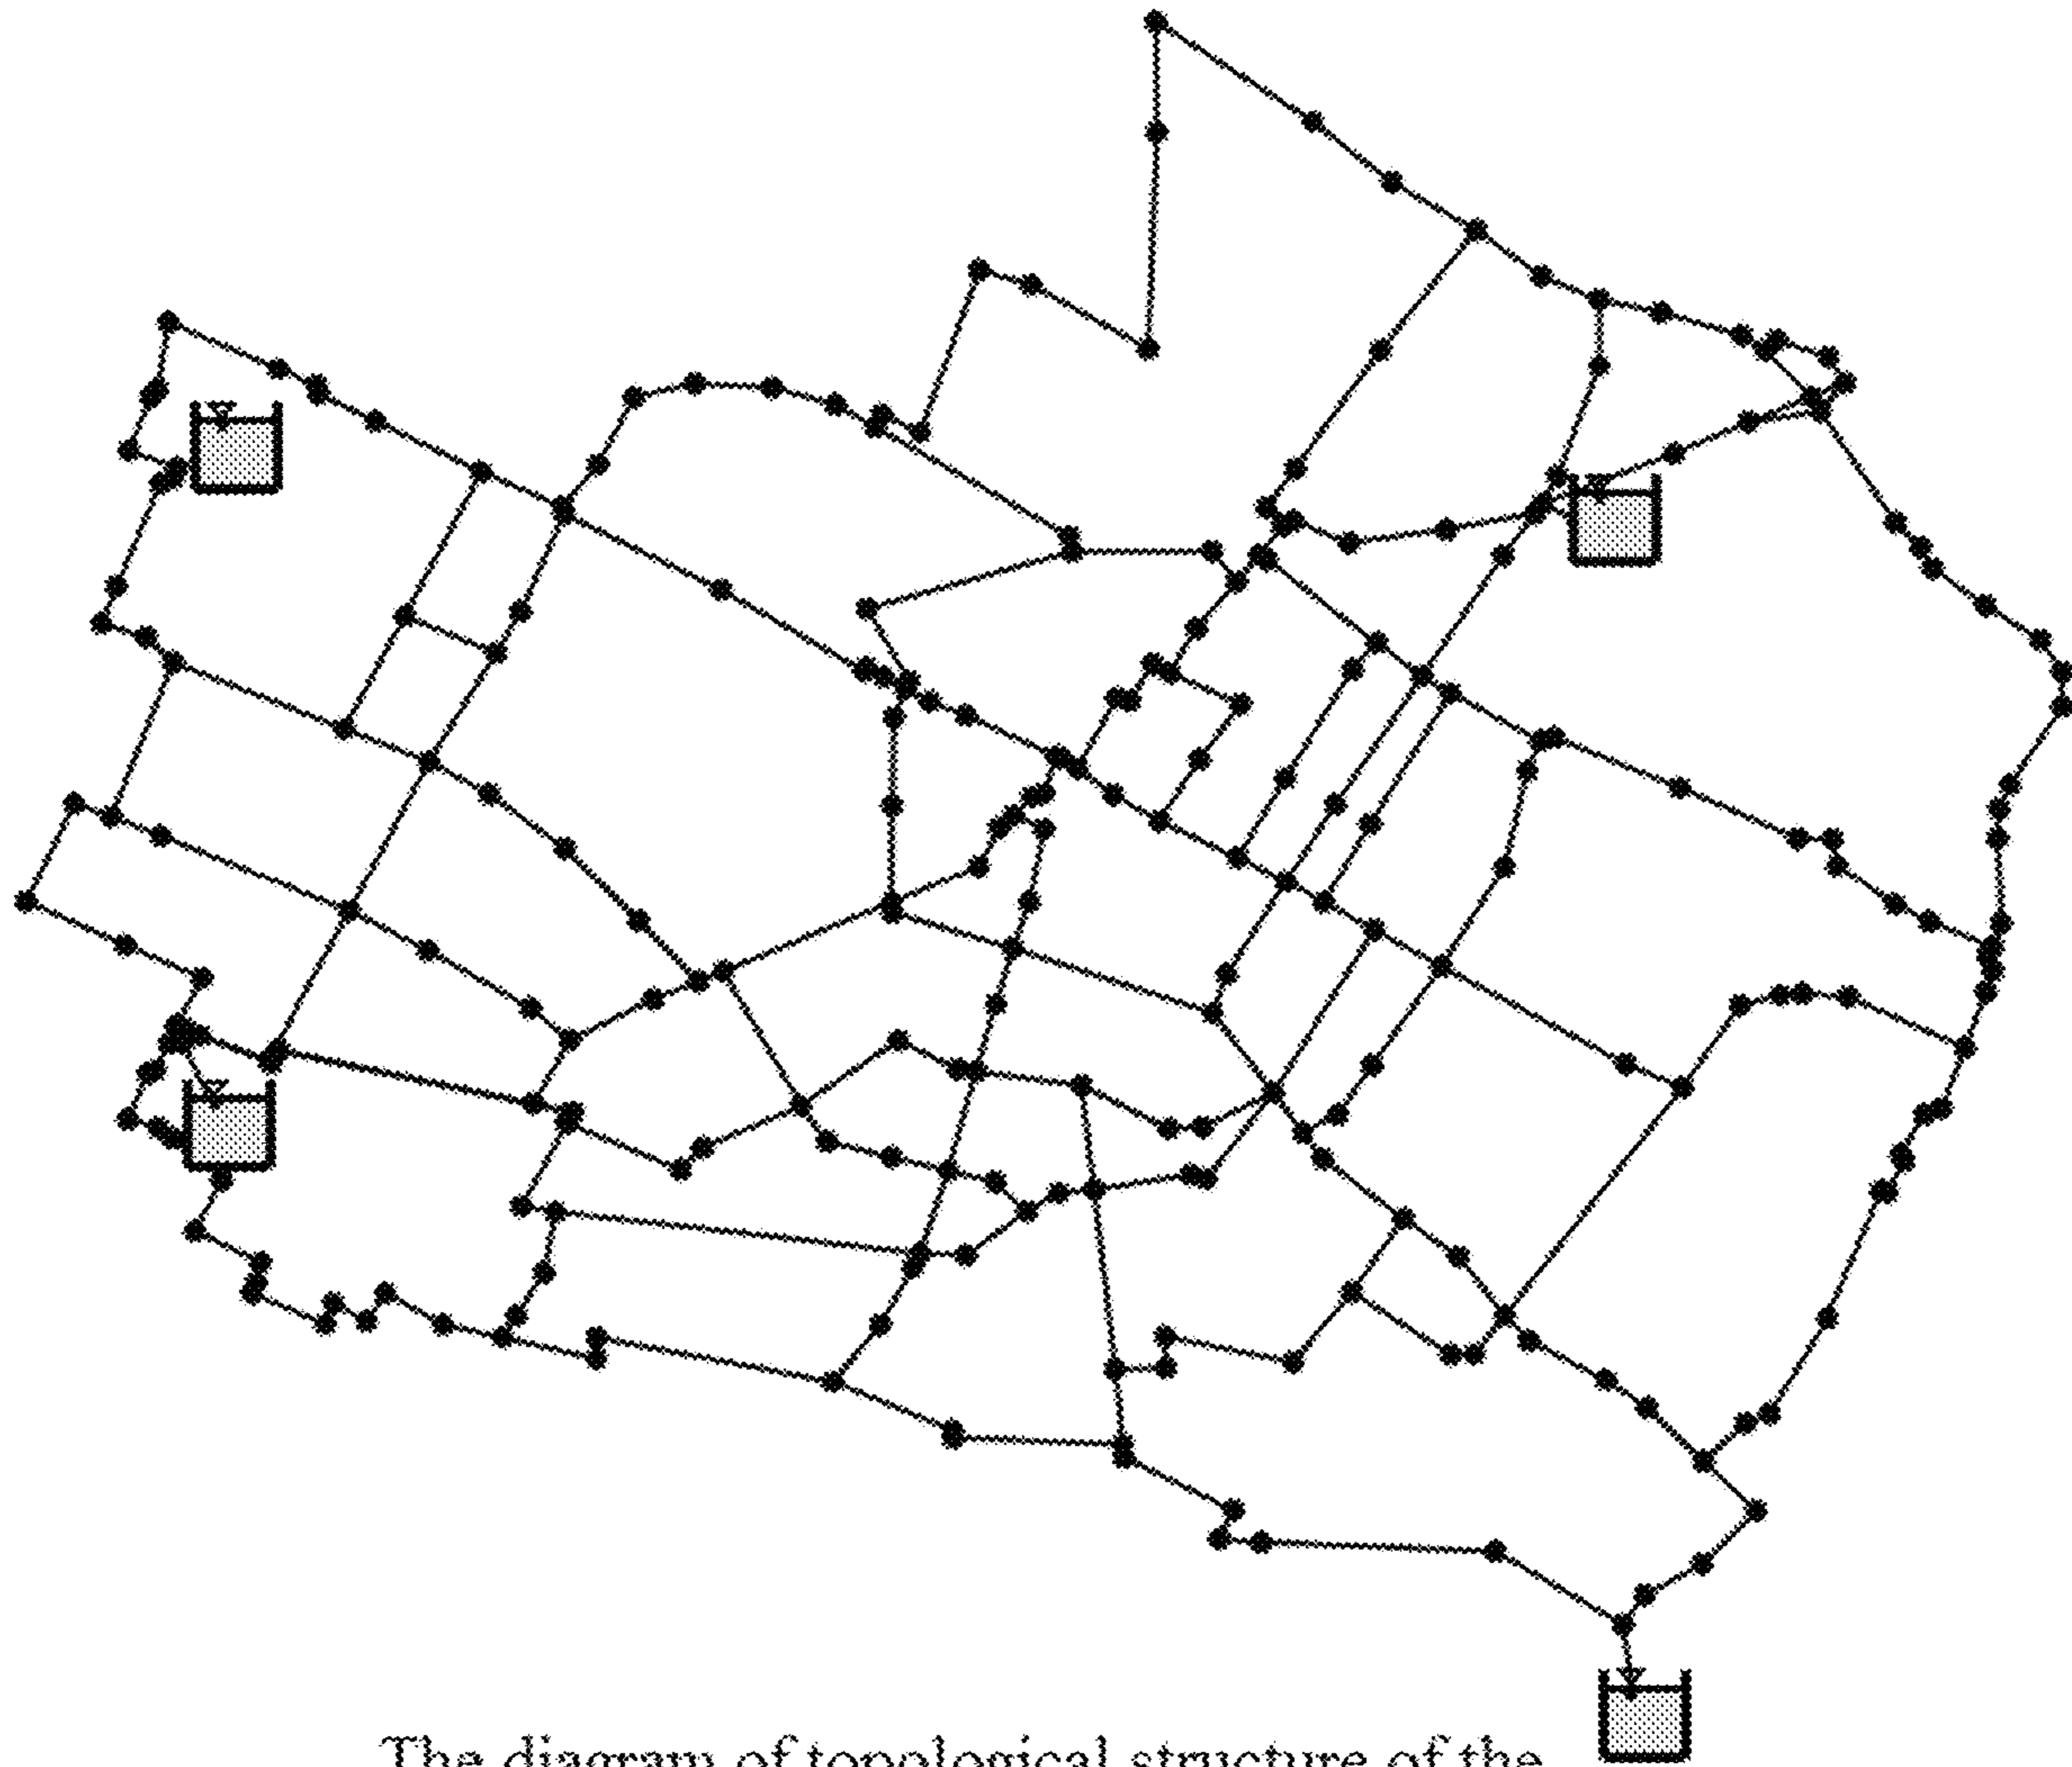 The diagram of topological structure of the